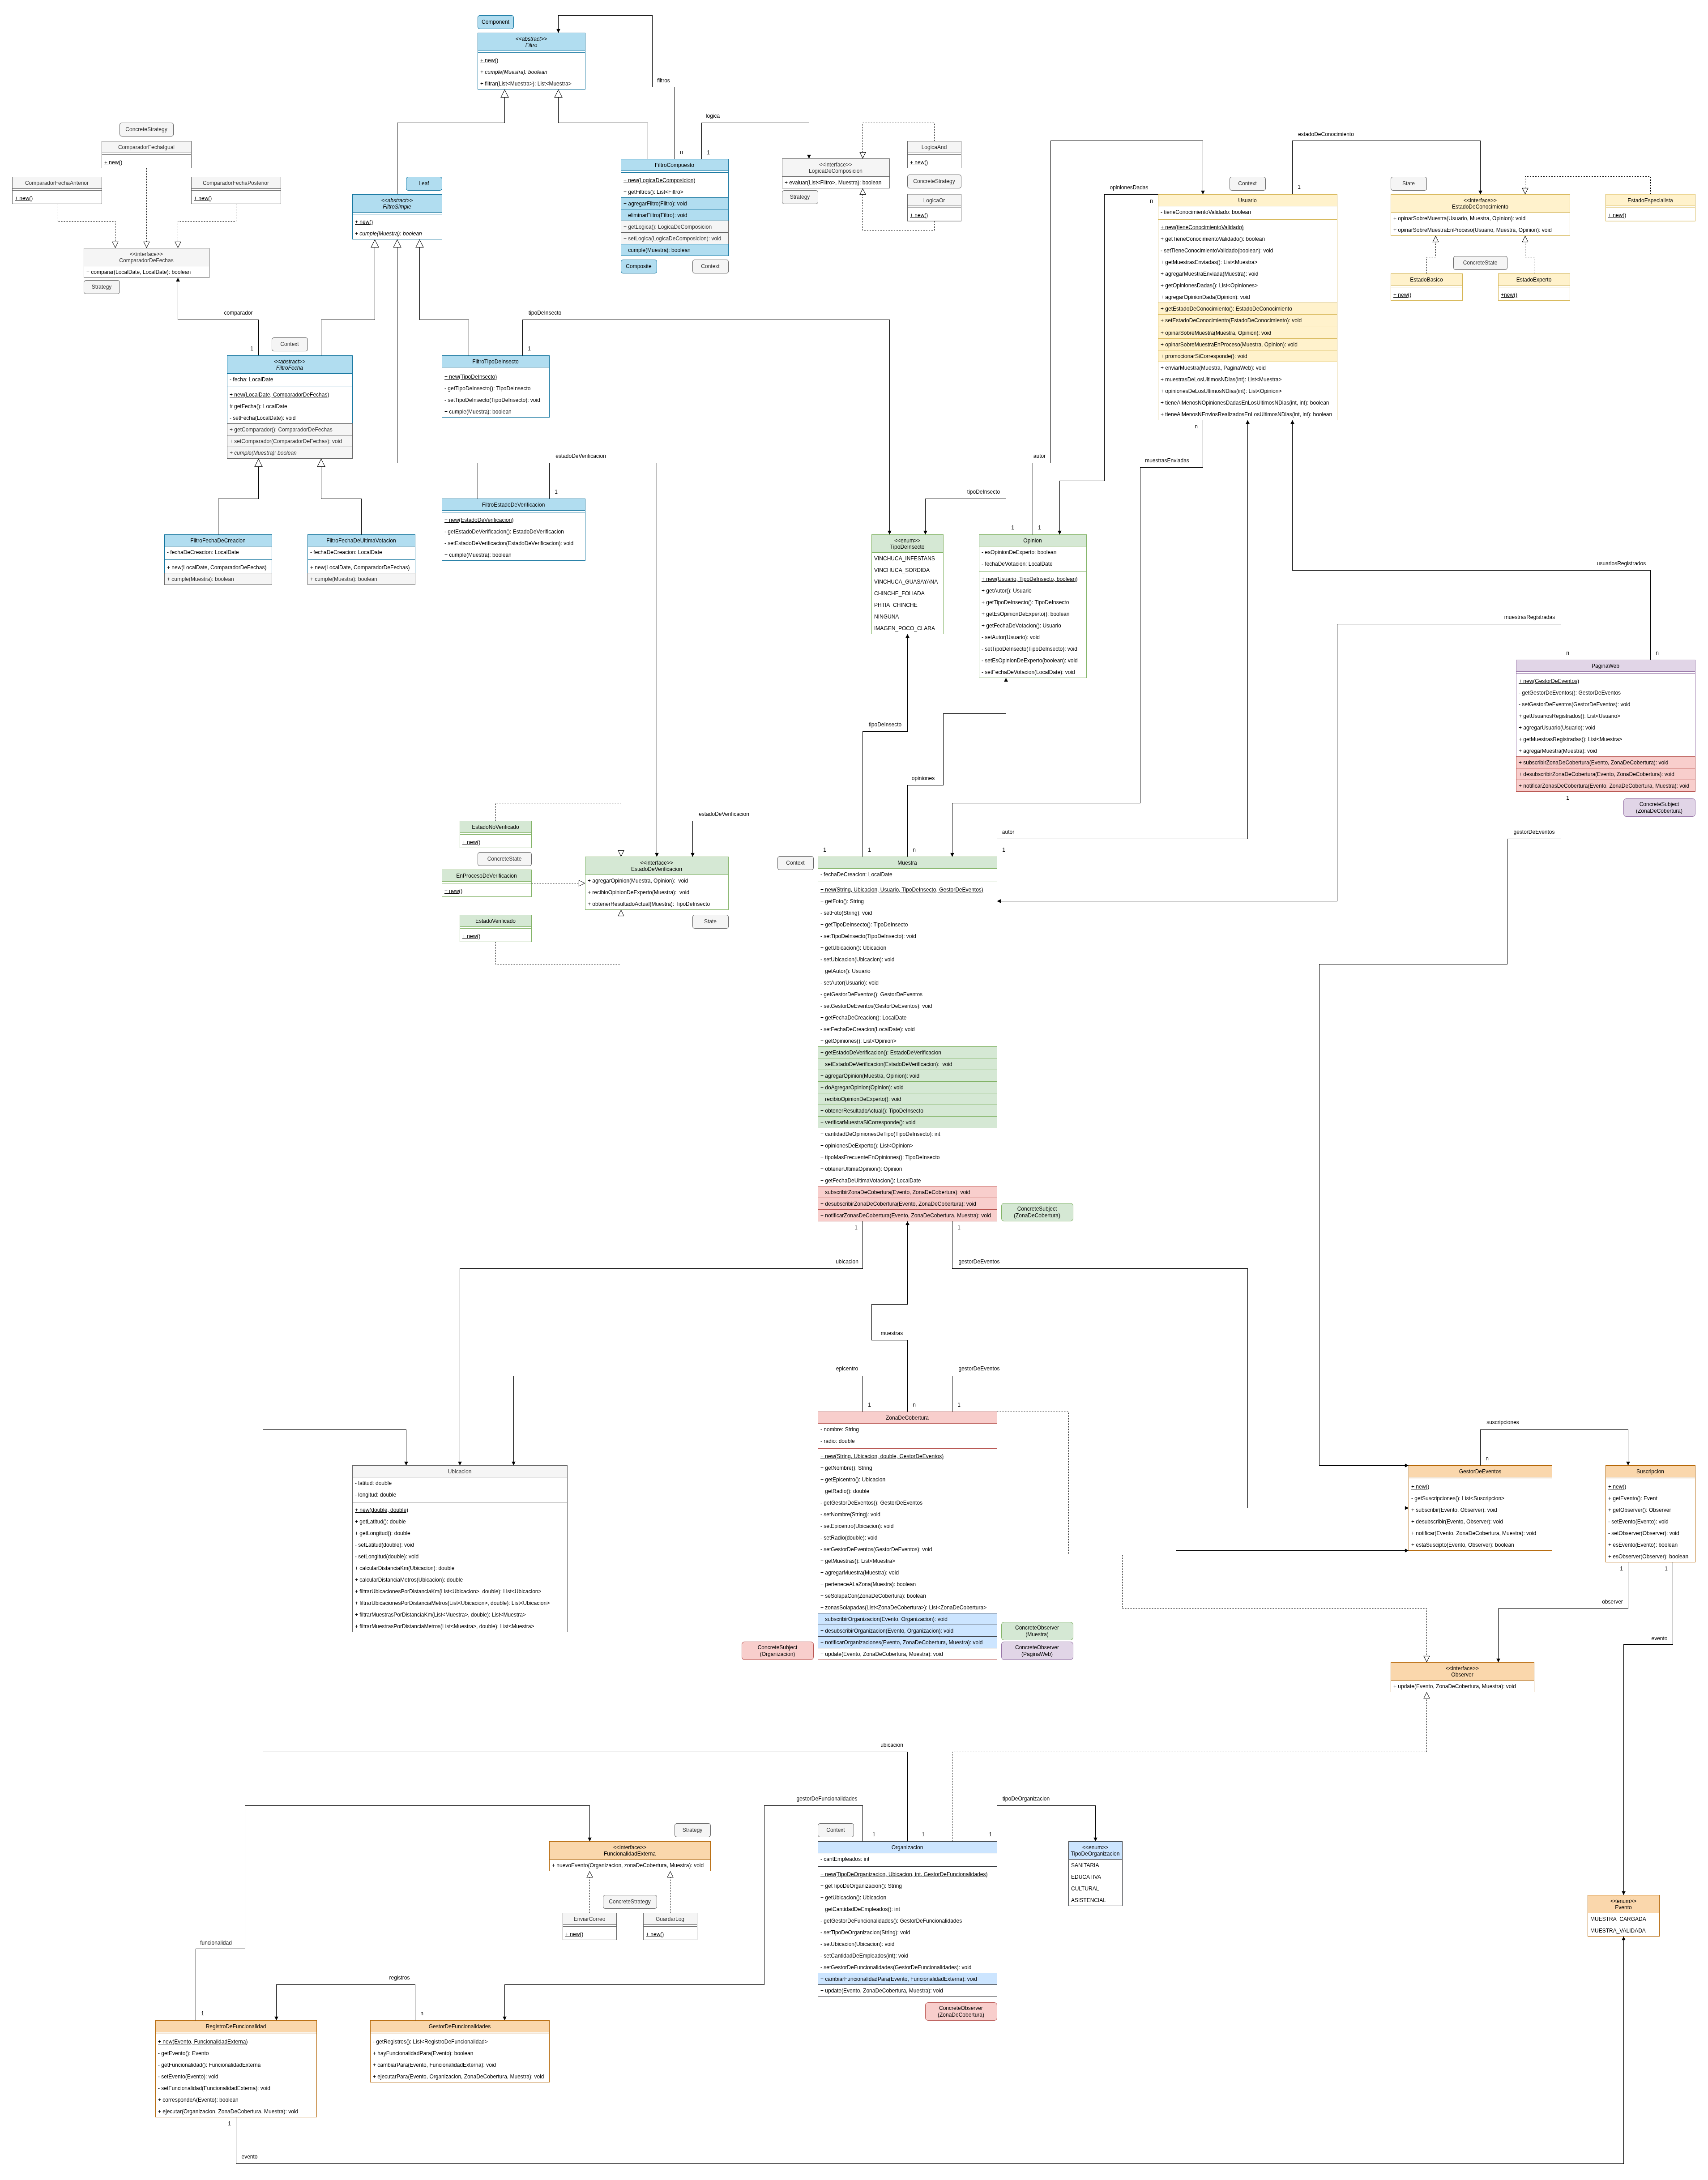 Component
<<abstract>>
Filtro
+ new()
+ cumple(Muestra): boolean
+ filtrar(List<Muestra>): List<Muestra>
filtros
logica
n
1
ConcreteStrategy
ComparadorFechaIgual
+ new()
ComparadorFechaAnterior
+ new()
ComparadorFechaPosterior
+ new()
<<interface>>
ComparadorDeFechas
+ comparar(LocalDate, LocalDate): boolean
Strategy
Leaf
<<abstract>>
FiltroSimple
+ new()
+ cumple(Muestra): boolean
FiltroCompuesto
+ new(LogicaDeComposicion)
+ getFiltros(): List<Filtro>
+ agregarFiltro(Filtro): void
+ eliminarFiltro(Filtro): void
+ getLogica(): LogicaDeComposicion
+ setLogica(LogicaDeComposicion): void
+ cumple(Muestra): boolean
Composite
Context
<<interface>>
LogicaDeComposicion
+ evaluar(List<Filtro>, Muestra): boolean
Strategy
LogicaAnd
+ new()
ConcreteStrategy
LogicaOr
+ new()
comparador
1
Context
<<abstract>>
FiltroFecha
- fecha: LocalDate
+ new(LocalDate, ComparadorDeFechas)
# getFecha(): LocalDate
- setFecha(LocalDate): void
+ getComparador(): ComparadorDeFechas
+ setComparador(ComparadorDeFechas): void
+ cumple(Muestra): boolean
tipoDeInsecto
1
FiltroTipoDeInsecto
+ new(TipoDeInsecto)
- getTipoDeInsecto(): TipoDeInsecto
- setTipoDeInsecto(TipoDeInsecto): void
+ cumple(Muestra): boolean
estadoDeVerificacion
1
FiltroEstadoDeVerificacion
+ new(EstadoDeVerificacion)
- getEstadoDeVerificacion(): EstadoDeVerificacion
- setEstadoDeVerificacion(EstadoDeVerificacion): void
+ cumple(Muestra): boolean
FiltroFechaDeCreacion
- fechaDeCreacion: LocalDate
+ new(LocalDate, ComparadorDeFechas)
+ cumple(Muestra): boolean
FiltroFechaDeUltimaVotacion
- fechaDeCreacion: LocalDate
+ new(LocalDate, ComparadorDeFechas)
+ cumple(Muestra): boolean
estadoDeConocimiento
1
opinionesDadas
n
Context
Usuario
- tieneConocimientoValidado: boolean
+ new(tieneConocimientoValidado)
+ getTieneConocimientoValidado(): boolean
- setTieneConocimientoValidado(boolean): void
+ getMuestrasEnviadas(): List<Muestra>
+ agregarMuestraEnviada(Muestra): void
+ getOpinionesDadas(): List<Opiniones>
+ agregarOpinionDada(Opinion): void
+ getEstadoDeConocimiento(): EstadoDeConocimiento
+ setEstadoDeConocimiento(EstadoDeConocimiento): void
+ opinarSobreMuestra(Muestra, Opinion): void
+ opinarSobreMuestraEnProceso(Muestra, Opinion): void
+ promocionarSiCorresponde(): void
+ enviarMuestra(Muestra, PaginaWeb): void
+ muestrasDeLosUltimosNDias(int): List<Muestra>
+ opinionesDeLosUltimosNDias(int): List<Opinion>
+ tieneAlMenosNOpinionesDadasEnLosUltimosNDias(int, int): boolean
+ tieneAlMenosNEnviosRealizadosEnLosUltimosNDias(int, int): boolean
n
muestrasEnviadas
State
<<interface>>
EstadoDeConocimiento
+ opinarSobreMuestra(Usuario, Muestra, Opinion): void
+ opinarSobreMuestraEnProceso(Usuario, Muestra, Opinion): void
EstadoEspecialista
+ new()
ConcreteState
EstadoBasico
+ new()
EstadoExperto
+new()
autor
tipoDeInsecto
1
1
<<enum>>
TipoDeInsecto
VINCHUCA_INFESTANS
VINCHUCA_SORDIDA
VINCHUCA_GUASAYANA
CHINCHE_FOLIADA
PHTIA_CHINCHE
NINGUNA
IMAGEN_POCO_CLARA
Opinion
- esOpinionDeExperto: boolean
- fechaDeVotacion: LocalDate
+ new(Usuario, TipoDeInsecto, boolean)
+ getAutor(): Usuario
+ getTipoDeInsecto(): TipoDeInsecto
+ getEsOpinionDeExperto(): boolean
+ getFechaDeVotacion(): Usuario
- setAutor(Usuario): void
- setTipoDeInsecto(TipoDeInsecto): void
- setEsOpinionDeExperto(boolean): void
- setFechaDeVotacion(LocalDate): void
usuariosRegistrados
muestrasRegistradas
n
n
PaginaWeb
+ new(GestorDeEventos)
- getGestorDeEventos(): GestorDeEventos
- setGestorDeEventos(GestorDeEventos): void
+ getUsuariosRegistrados(): List<Usuario>
+ agregarUsuario(Usuario): void
+ getMuestrasRegistradas(): List<Muestra>
+ agregarMuestra(Muestra): void
+ subscribirZonaDeCobertura(Evento, ZonaDeCobertura): void
+ desubscribirZonaDeCobertura(Evento, ZonaDeCobertura): void
+ notificarZonasDeCobertura(Evento, ZonaDeCobertura, Muestra): void
1
gestorDeEventos
ConcreteSubject
(ZonaDeCobertura)
tipoDeInsecto
opiniones
estadoDeVerificacion
autor
1
1
n
1
EstadoNoVerificado
+ new()
ConcreteState
EnProcesoDeVerificacion
+ new()
EstadoVerificado
+ new()
<<interface>>
EstadoDeVerificacion
+ agregarOpinion(Muestra, Opinion): void
+ recibioOpinionDeExperto(Muestra): void
+ obtenerResultadoActual(Muestra): TipoDeInsecto
State
Context
Muestra
- fechaDeCreacion: LocalDate
+ new(String, Ubicacion, Usuario, TipoDeInsecto, GestorDeEventos)
+ getFoto(): String
- setFoto(String): void
+ getTipoDeInsecto(): TipoDeInsecto
- setTipoDeInsecto(TipoDeInsecto): void
+ getUbicacion(): Ubicacion
- setUbicacion(Ubicacion): void
+ getAutor(): Usuario
- setAutor(Usuario): void
- getGestorDeEventos(): GestorDeEventos
- setGestorDeEventos(GestorDeEventos): void
+ getFechaDeCreacion(): LocalDate
- setFechaDeCreacion(LocalDate): void
+ getOpiniones(): List<Opinion>
+ getEstadoDeVerificacion(): EstadoDeVerificacion
+ setEstadoDeVerificacion(EstadoDeVerificacion): void
+ agregarOpinion(Muestra, Opinion): void
+ doAgregarOpinion(Opinion): void
+ recibioOpinionDeExperto(): void
+ obtenerResultadoActual(): TipoDeInsecto
+ verificarMuestraSiCorresponde(): void
+ cantidadDeOpinionesDeTipo(TipoDeInsecto): int
+ opinionesDeExperto(): List<Opinion>
+ tipoMasFrecuenteEnOpiniones(): TipoDeInsecto
+ obtenerUltimaOpinion(): Opinion
+ getFechaDeUltimaVotacion(): LocalDate
+ subscribirZonaDeCobertura(Evento, ZonaDeCobertura): void
+ desubscribirZonaDeCobertura(Evento, ZonaDeCobertura): void
+ notificarZonasDeCobertura(Evento, ZonaDeCobertura, Muestra): void
ConcreteSubject
(ZonaDeCobertura)
1
1
ubicacion
gestorDeEventos
muestras
epicentro
gestorDeEventos
1
n
1
Ubicacion
- latitud: double
- longitud: double
+ new(double, double)
+ getLatitud(): double
+ getLongitud(): double
- setLatitud(double): void
- setLongitud(double): void
+ calcularDistanciaKm(Ubicacion): double
+ calcularDistanciaMetros(Ubicacion): double
+ filtrarUbicacionesPorDistanciaKm(List<Ubicacion>, double): List<Ubicacion>
+ filtrarUbicacionesPorDistanciaMetros(List<Ubicacion>, double): List<Ubicacion>
+ filtrarMuestrasPorDistanciaKm(List<Muestra>, double): List<Muestra>
+ filtrarMuestrasPorDistanciaMetros(List<Muestra>, double): List<Muestra>
ZonaDeCobertura
- nombre: String
- radio: double
+ new(String, Ubicacion, double, GestorDeEventos)
+ getNombre(): String
+ getEpicentro(): Ubicacion
+ getRadio(): double
- getGestorDeEventos(): GestorDeEventos
- setNombre(String): void
- setEpicentro(Ubicacion): void
- setRadio(double): void
- setGestorDeEventos(GestorDeEventos): void
+ getMuestras(): List<Muestra>
+ agregarMuestra(Muestra): void
+ perteneceALaZona(Muestra): boolean
+ seSolapaCon(ZonaDeCobertura): boolean
+ zonasSolapadas(List<ZonaDeCobertura>): List<ZonaDeCobertura>
+ subscribirOrganizacion(Evento, Organizacion): void
+ desubscribirOrganizacion(Evento, Organizacion): void
+ notificarOrganizaciones(Evento, ZonaDeCobertura, Muestra): void
+ update(Evento, ZonaDeCobertura, Muestra): void
ConcreteSubject
(Organizacion)
ConcreteObserver
(Muestra)
ConcreteObserver
(PaginaWeb)
suscripciones
n
GestorDeEventos
+ new()
- getSuscripciones(): List<Suscripcion>
+ subscribir(Evento, Observer): void
+ desubscribir(Evento, Observer): void
+ notificar(Evento, ZonaDeCobertura, Muestra): void
+ estaSuscipto(Evento, Observer): boolean
Suscripcion
+ new()
+ getEvento(): Event
+ getObserver(): Observer
- setEvento(Evento): void
- setObserver(Observer): void
+ esEvento(Evento): boolean
+ esObserver(Observer): boolean
1
1
observer
evento
<<interface>>
Observer
+ update(Evento, ZonaDeCobertura, Muestra): void
ubicacion
gestorDeFuncionalidades
tipoDeOrganizacion
1
1
1
Strategy
<<interface>>
FuncionalidadExterna
+ nuevoEvento(Organizacion, zonaDeCobertura, Muestra): void
ConcreteStrategy
EnviarCorreo
+ new()
GuardarLog
+ new()
Context
Organizacion
- cantEmpleados: int
+ new(TipoDeOrganizacion, Ubicacion, int, GestorDeFuncionalidades)
+ getTipoDeOrganizacion(): String
+ getUbicacion(): Ubicacion
+ getCantidadDeEmpleados(): int
- getGestorDeFuncionalidades(): GestorDeFuncionalidades
- setTipoDeOrganizacion(String): void
- setUbicacion(Ubicacion): void
- setCantidadDeEmpleados(int): void
- setGestorDeFuncionalidades(GestorDeFuncionalidades): void
+ cambiarFuncionalidadPara(Evento, FuncionalidadExterna): void
+ update(Evento, ZonaDeCobertura, Muestra): void
ConcreteObserver
(ZonaDeCobertura)
<<enum>>
TipoDeOrganizacion
SANITARIA
EDUCATIVA
CULTURAL
ASISTENCIAL
<<enum>>
Evento
MUESTRA_CARGADA
MUESTRA_VALIDADA
funcionalidad
registros
1
n
RegistroDeFuncionalidad
+ new(Evento, FuncionalidadExterna)
- getEvento(): Evento
- getFuncionalidad(): FuncionalidadExterna
- setEvento(Evento): void
- setFuncionalidad(FuncionalidadExterna): void
+ correspondeA(Evento): boolean
+ ejecutar(Organizacion, ZonaDeCobertura, Muestra): void
GestorDeFuncionalidades
- getRegistros(): List<RegistroDeFuncionalidad>
+ hayFuncionalidadPara(Evento): boolean
+ cambiarPara(Evento, FuncionalidadExterna): void
+ ejecutarPara(Evento, Organizacion, ZonaDeCobertura, Muestra): void
1
evento